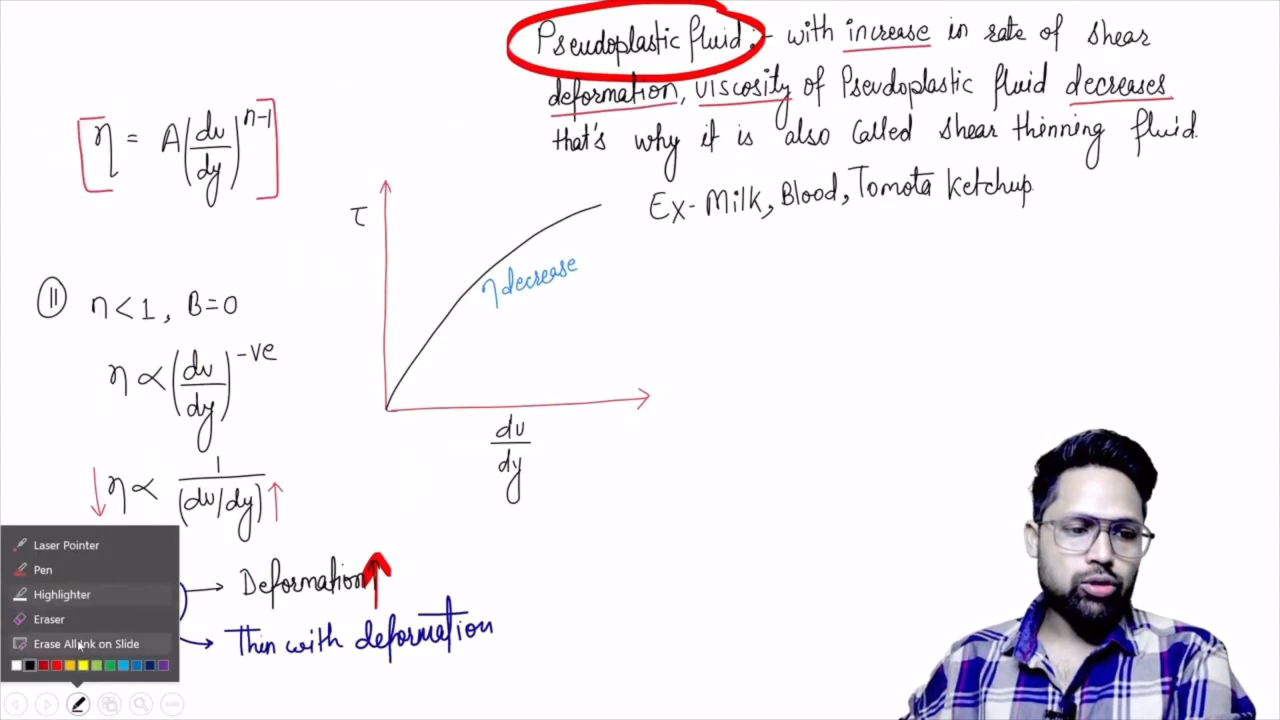 Pseudoplastic fluid :- with increase in rate of shear
deformation, viscosity of Pseudoplastic fluid decreases
that's why it is also called shear thinning fluid.
Ex- Milk, Blood, Tomota Ketchup
[η = A(du/dy)^n-1]
τ
η decrease
du/dy
II n < 1, B = 0
η ∝ (du/dy)^-ve
↓ η ∝ 1/(du/dy) ↑
→ Deformation ↑
→ Thin with deformation
Laser Pointer
Pen
Highlighter
Eraser
Erase All Ink on Slide